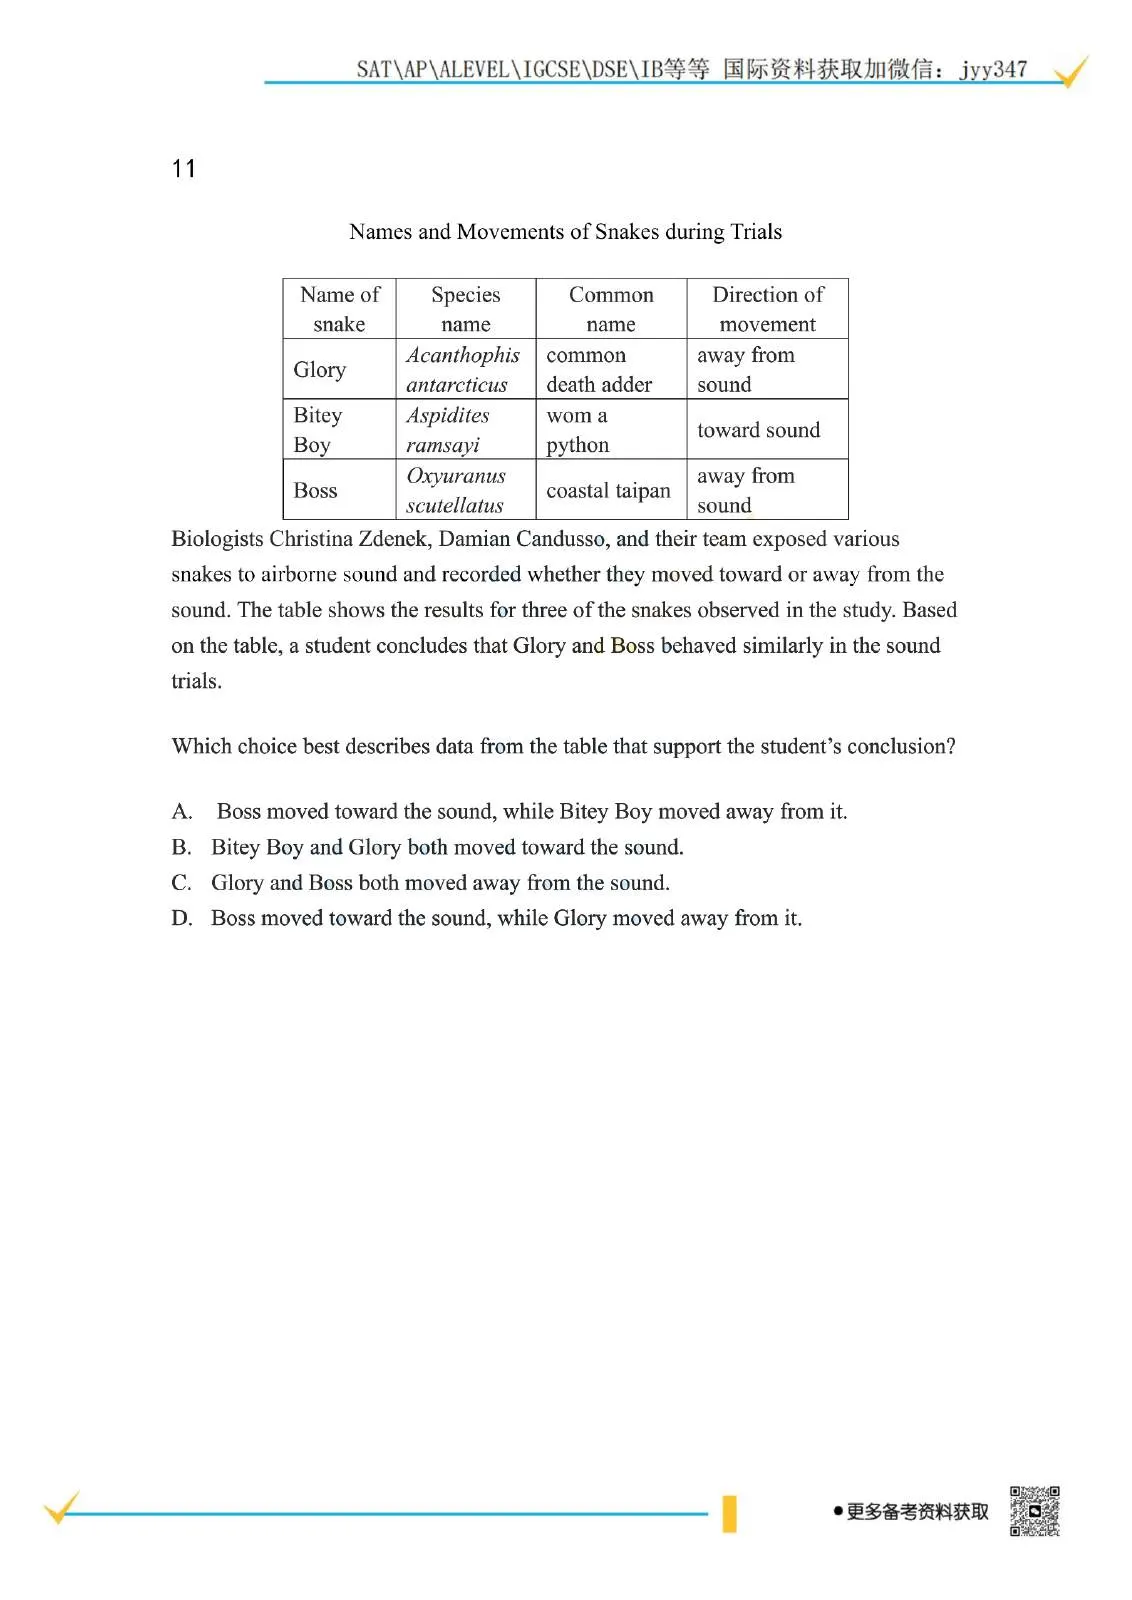 SAT\AP\ALEVEL\IGCSE\DSE\IB等等 国际资料获取加微信：jyy347
11
Names and Movements of Snakes during Trials
Name of snake Species name Common name Direction of movement
Glory Acanthophis antarcticus common death adder away from sound
Bitey Boy Aspidites ramsayi wom a python toward sound
Boss Oxyuranus scutellatus coastal taipan away from sound
Biologists Christina Zdenek, Damian Candusso, and their team exposed various
snakes to airborne sound and recorded whether they moved toward or away from the
sound. The table shows the results for three of the snakes observed in the study. Based
on the table, a student concludes that Glory and Boss behaved similarly in the sound
trials.
Which choice best describes data from the table that support the student’s conclusion?
A. Boss moved toward the sound, while Bitey Boy moved away from it.
B. Bitey Boy and Glory both moved toward the sound.
C. Glory and Boss both moved away from the sound.
D. Boss moved toward the sound, while Glory moved away from it.
●更多备考资料获取